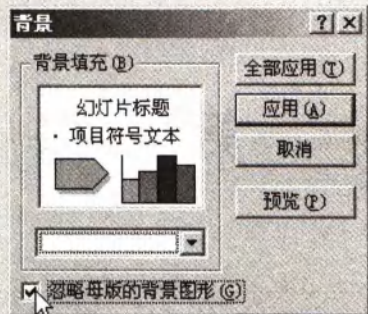 背景
背景填充(B)
幻灯片标题
· 项目符号文本
全部应用(T)
应用(A)
取消
预览(P)
忽略母版的背景图形(G)